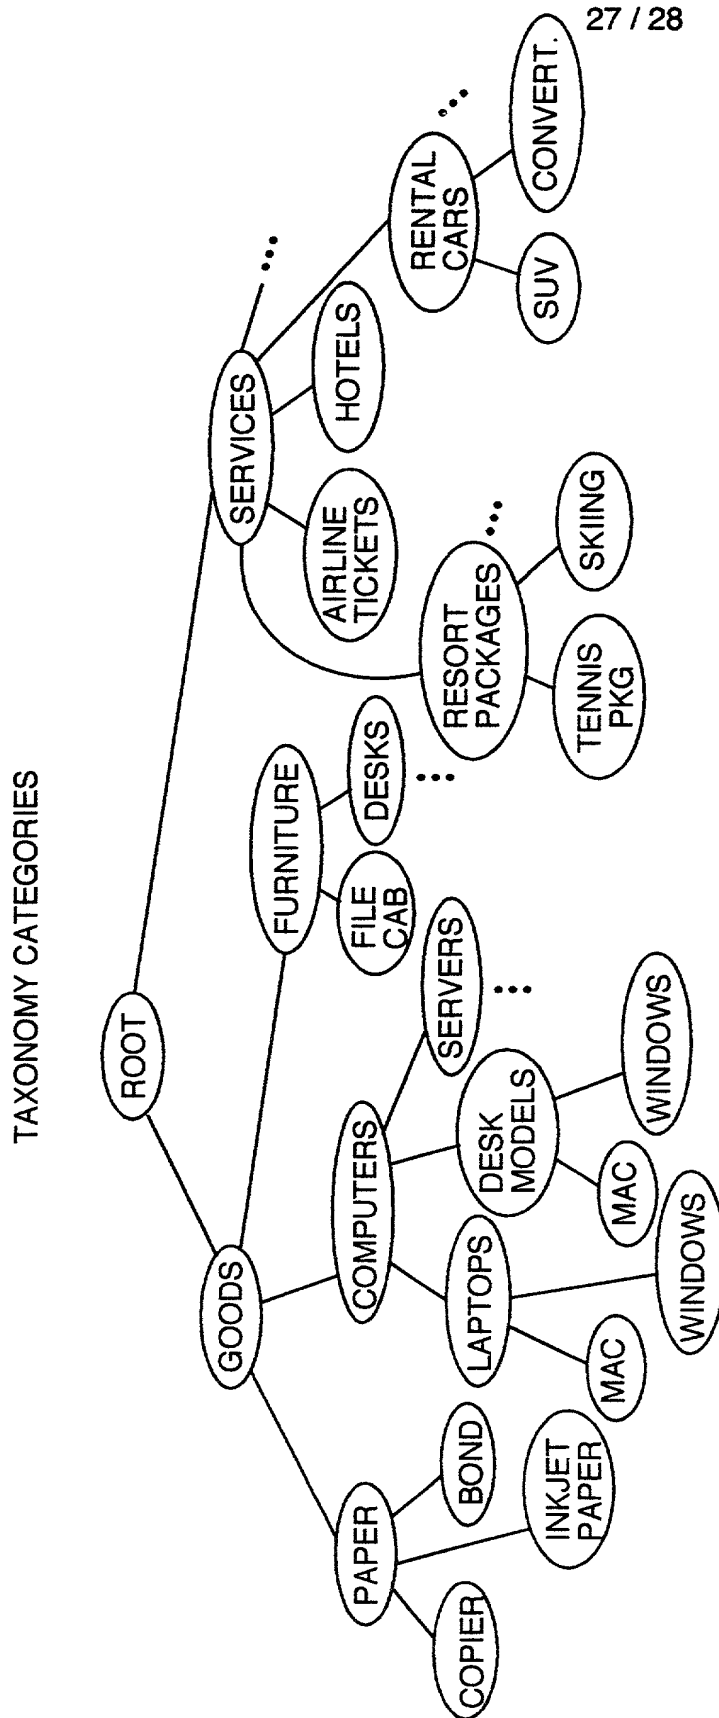 27 / 28
TAXONOMY CATEGORIES
ROOT
GOODS
SERVICES
PAPER
COMPUTERS
FURNITURE
AIRLINE
TICKETS
HOTELS
RENTAL
CARS
COPIER
BOND
INKJET
PAPER
LAPTOPS
DESK
MODELS
SERVERS
FILE
CAB
DESKS
RESORT
PACKAGES
SUV
CONVERT.
MAC
WINDOWS
MAC
WINDOWS
TENNIS
PKG
SKIING